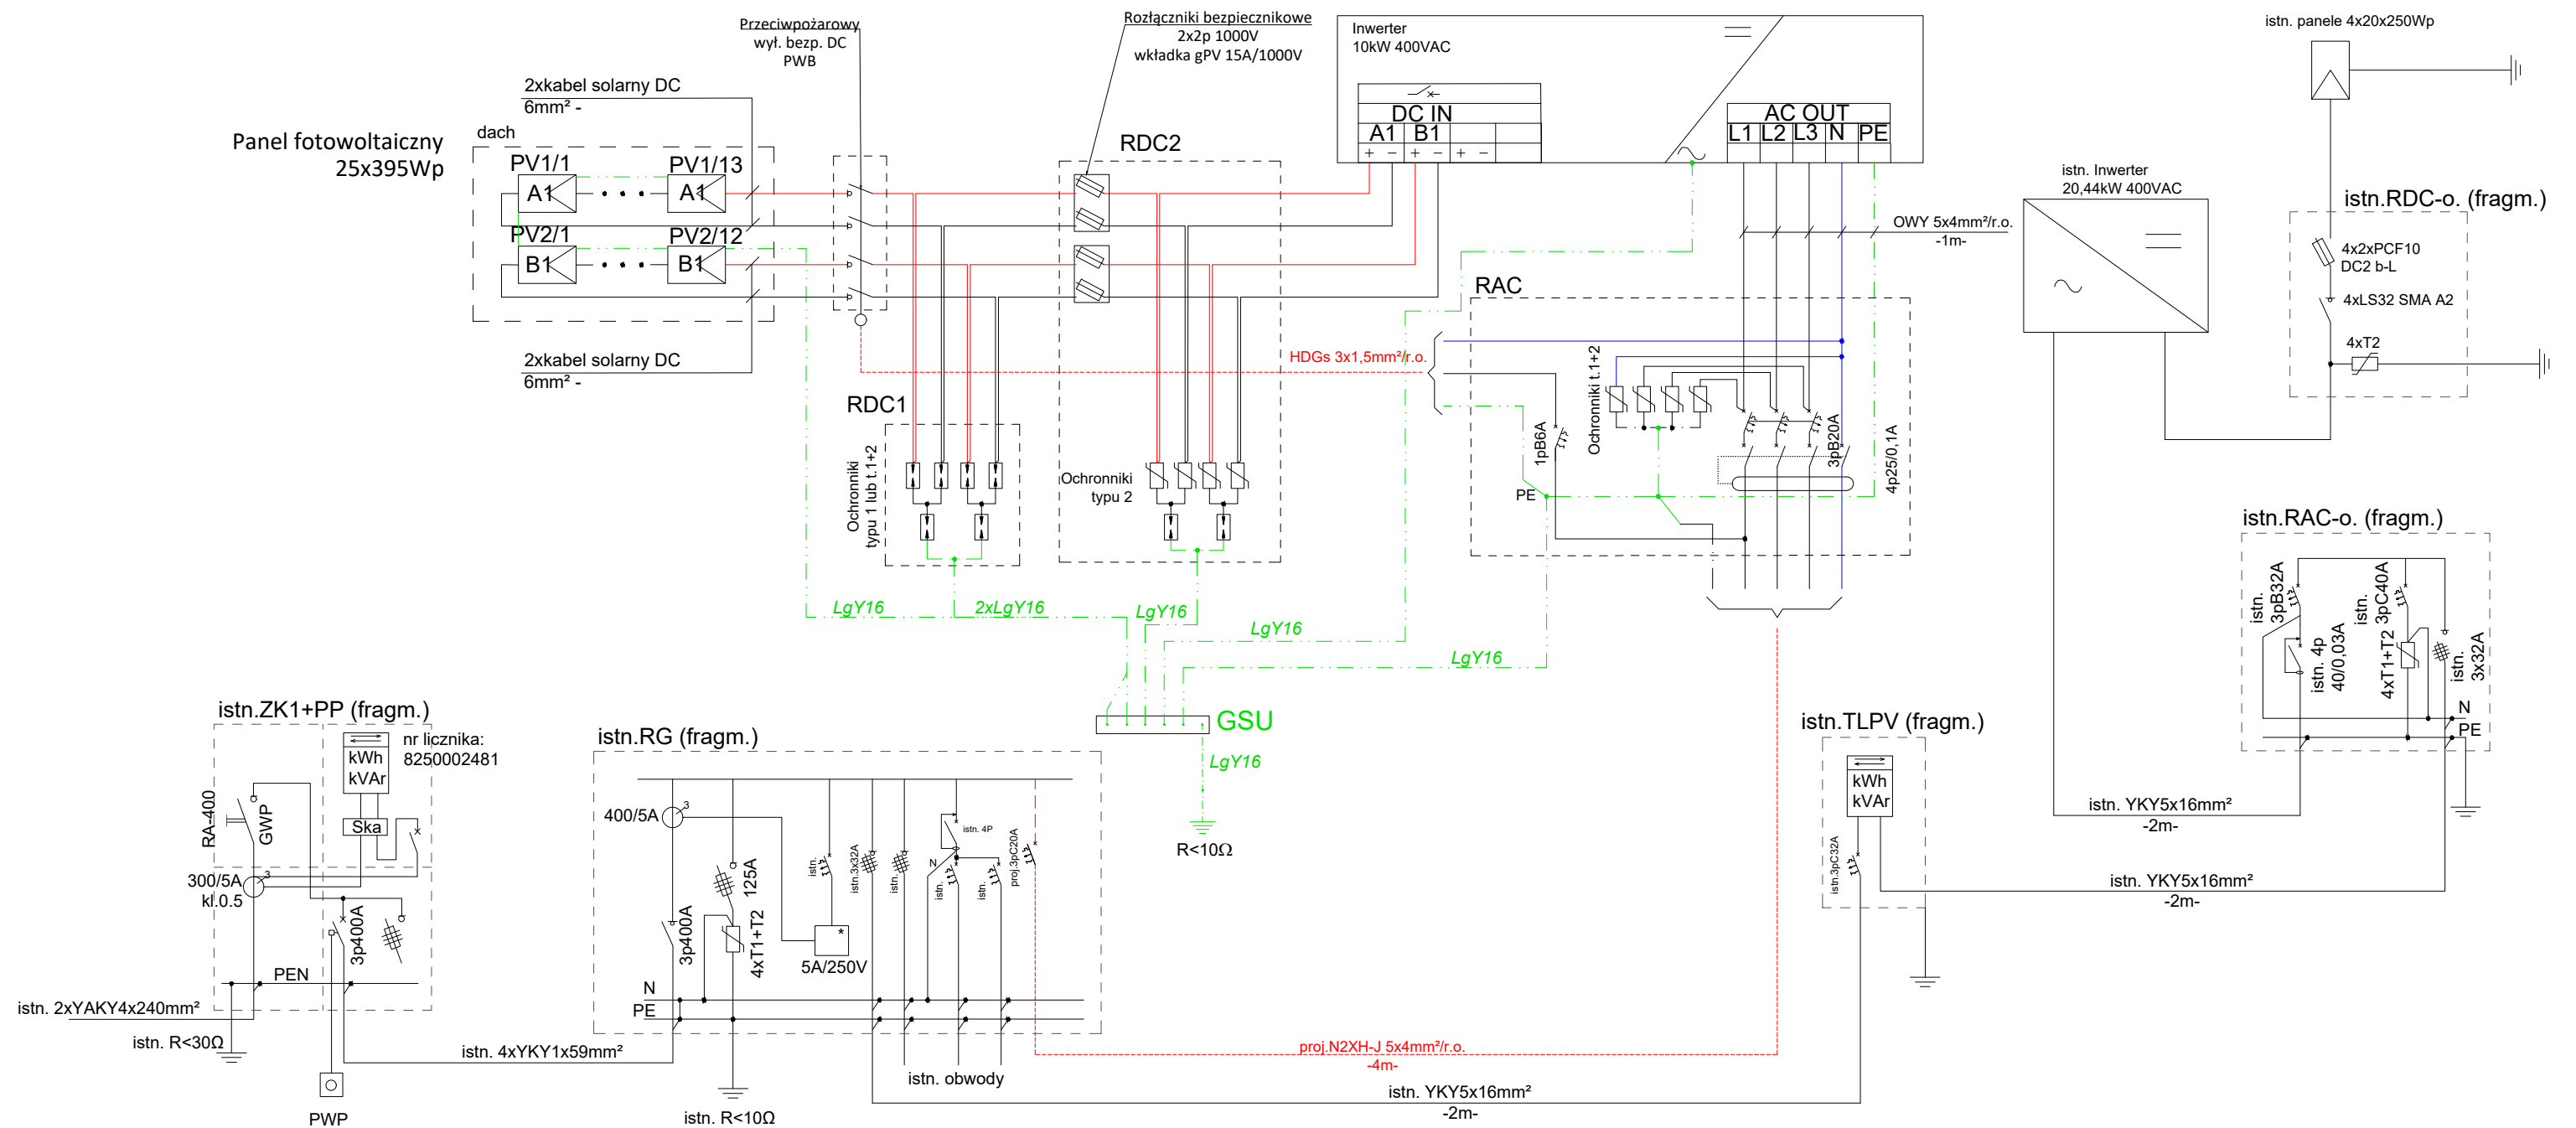 Przeciwpożarowy
wył. bezp. DC
PWB
Rozłączniki bezpiecznikowe
2x2p 1000V
wkładka gPV 15A/1000V
Inwerter
10kW 400VAC
DC IN
A1 B1
+ - + - + -
AC OUT
L1 L2 L3 N PE
istn. panele 4x20x250Wp
2xkabel solarny DC
6mm² -
Panel fotowoltaiczny
25x395Wp
dach
PV1/1
PV1/13
A1
A1
PV2/1
PV2/12
B1
B1
2xkabel solarny DC
6mm² -
RDC2
RDC1
Ochronniki
typu 1 lub t.1+2
Ochronniki
typu 2
OWY 5x4mm²/r.o.
-1m-
istn. Inwerter
20,44kW 400VAC
istn.RDC-o. (fragm.)
4x2xPCF10
DC2 b-L
4xLS32 SMA A2
4xT2
RAC
HDGs 3x1,5mm²/r.o.
Ochronniki t.1+2
1pB6A
3pB20A
4p25/0,1A
PE
LgY16
2xLgY16
LgY16
LgY16
LgY16
GSU
LgY16
R<10Ω
istn.RAC-o. (fragm.)
istn.
3pB32A
istn. 4p
40/0,03A
istn.
3pC40A
4xT1+T2
istn.
3x32A
N
PE
istn. YKY5x16mm²
-2m-
istn. YKY5x16mm²
-2m-
istn.ZK1+PP (fragm.)
nr licznika:
8250002481
kWh
kVAr
Ska
RA-400
GWP
300/5A
kl.0.5
3
3p400A
PEN
istn. 2xYAKY4x240mm²
istn. R<30Ω
PWP
istn. 4xYKY1x59mm²
istn.RG (fragm.)
400/5A
3
125A
3p400A
4xT1+T2
istn.
*
5A/250V
istn.3x32A
istn.
istn. 4P
N
istn.
istn.
proj.3pC20A
N
PE
istn. R<10Ω
istn. obwody
proj.N2XH-J 5x4mm²/r.o.
-4m-
istn. YKY5x16mm²
-2m-
istn.TLPV (fragm.)
kWh
kVAr
istn.3pC32A